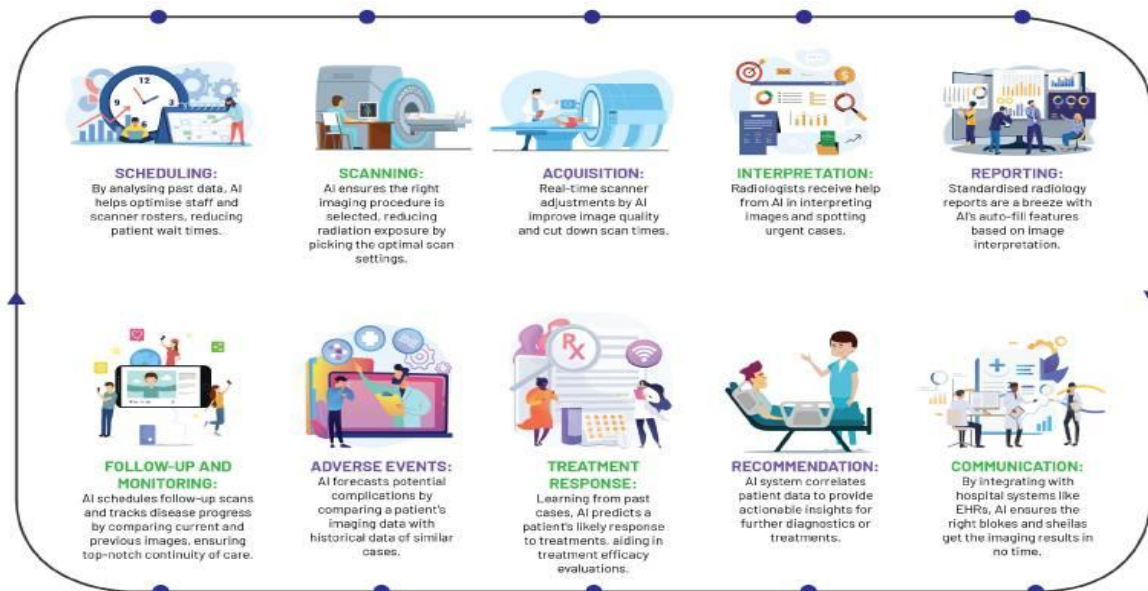 12
3
9
SCHEDULING:
By analysing past data, AI
helps optimise staff and
scanner rosters, reducing
patient wait times.
SCANNING:
AI ensures the right
imaging procedure is
selected, reducing
radiation exposure by
picking the optimal scan
settings.
ACQUISITION:
Real-time scanner
adjustments by AI
improve image quality
and cut down scan times.
INTERPRETATION:
Radiologists receive help
from AI in interpreting
images and spotting
urgent cases.
REPORTING:
Standardised radiology
reports are a breeze with
AI's auto-fill features
based on image
interpretation.
RX
FOLLOW-UP AND
MONITORING:
AI schedules follow-up scans
and tracks disease progress
by comparing current and
previous images, ensuring
top-notch continuity of care.
ADVERSE EVENTS:
AI forecasts potential
complications by
comparing a patient's
imaging data with
historical data of similar
cases.
TREATMENT
RESPONSE:
Learning from past
cases, AI predicts a
patient's likely response
to treatments, aiding in
treatment efficacy
evaluations.
RECOMMENDATION:
AI system correlates
patient data to provide
actionable insights for
further diagnostics or
treatments.
COMMUNICATION:
By integrating with
hospital systems like
EHRs, AI ensures the
right blokes and sheilas
get the imaging results in
no time.